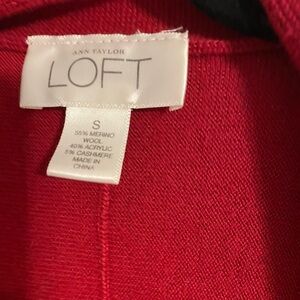 ANN TAYLOR
LOFT
S
55% MERINO
WOOL
40% ACRYLIC
5% CASHMERE
MADE IN
CHINA